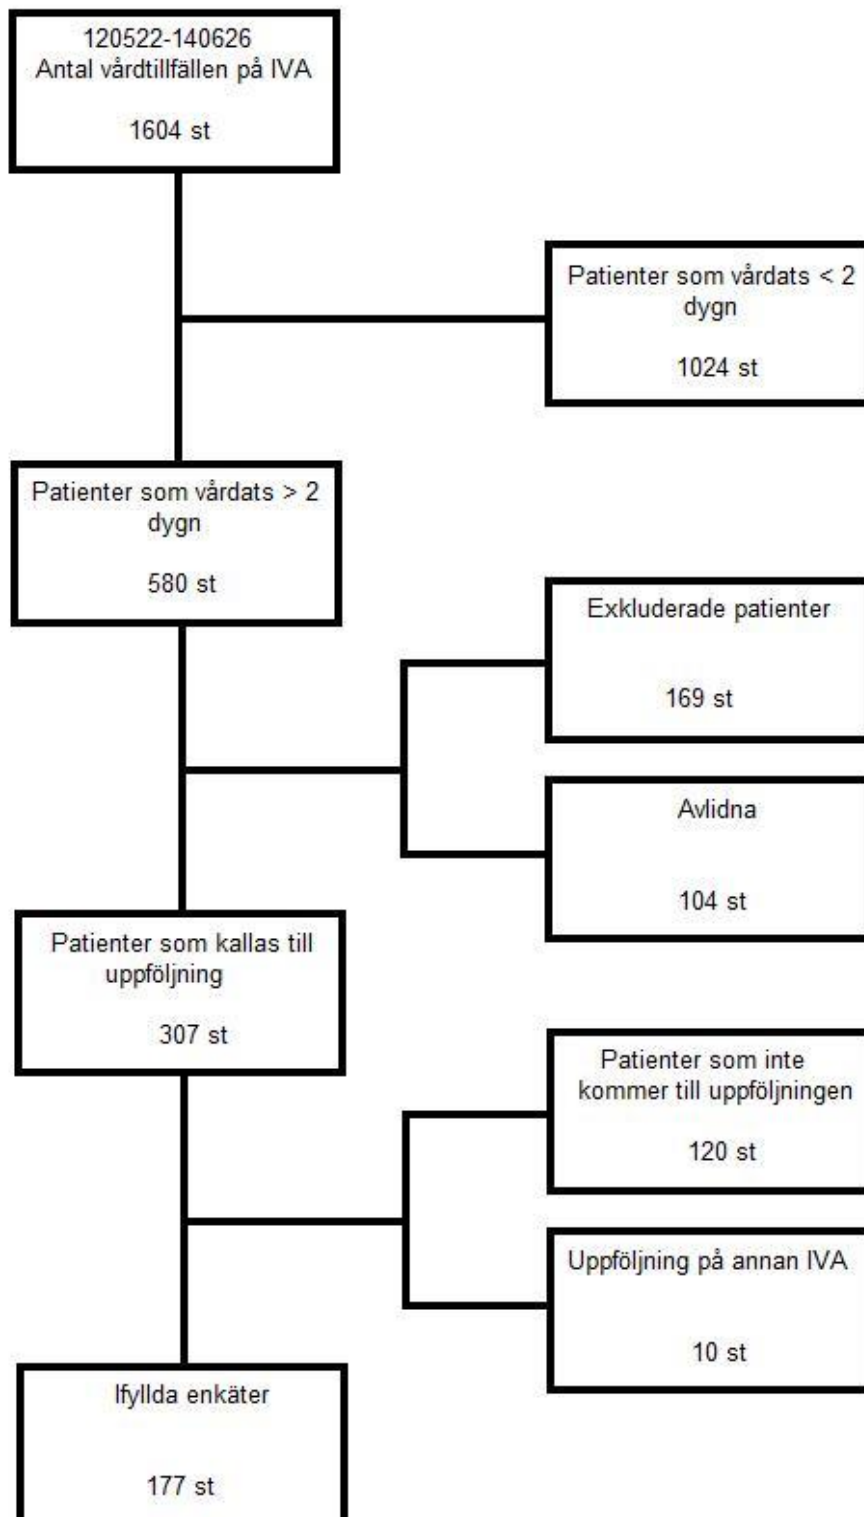 120522-140626
Antal vårdtillfällen på IVA
1604 st
Patienter som vårdats < 2
dygn
1024 st
Patienter som vårdats > 2
dygn
580 st
Exkluderade patienter
169 st
Avlidna
104 st
Patienter som kallas till
uppföljning
307 st
Patienter som inte
kommer till uppföljningen
120 st
Uppföljning på annan IVA
10 st
Ifyllda enkäter
177 st